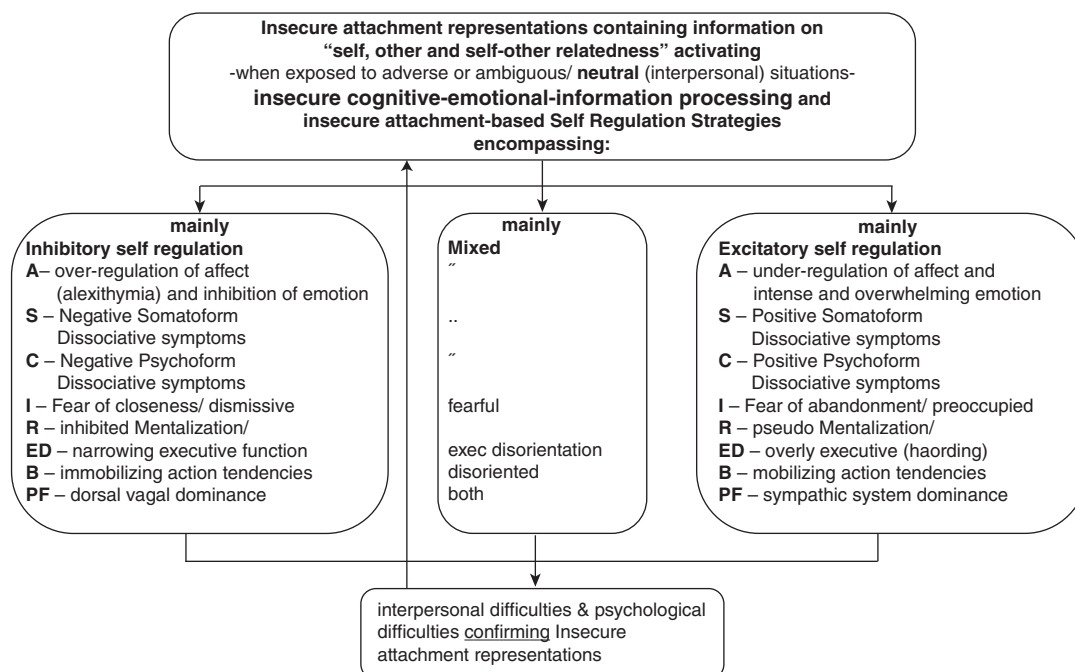 Insecure attachment representations containing information on
“self, other and self-other relatedness” activating
-when exposed to adverse or ambiguous/ neutral (interpersonal) situations-
insecure cognitive-emotional-information processing and
insecure attachment-based Self Regulation Strategies
encompassing:
mainly
Inhibitory self regulation
A– over-regulation of affect
(alexithymia) and inhibition of emotion
S – Negative Somatoform
Dissociative symptoms
C – Negative Psychoform
Dissociative symptoms
I – Fear of closeness/ dismissive
R – inhibited Mentalization/
ED – narrowing executive function
B – immobilizing action tendencies
PF – dorsal vagal dominance
mainly
Mixed
˝
..
˝
fearful
exec disorientation
disoriented
both
mainly
Excitatory self regulation
A – under-regulation of affect and
intense and overwhelming emotion
S – Positive Somatoform
Dissociative symptoms
C – Positive Psychoform
Dissociative symptoms
I – Fear of abandonment/ preoccupied
R – pseudo Mentalization/
ED – overly executive (haording)
B – mobilizing action tendencies
PF – sympathic system dominance
interpersonal difficulties & psychological
difficulties confirming Insecure
attachment representations